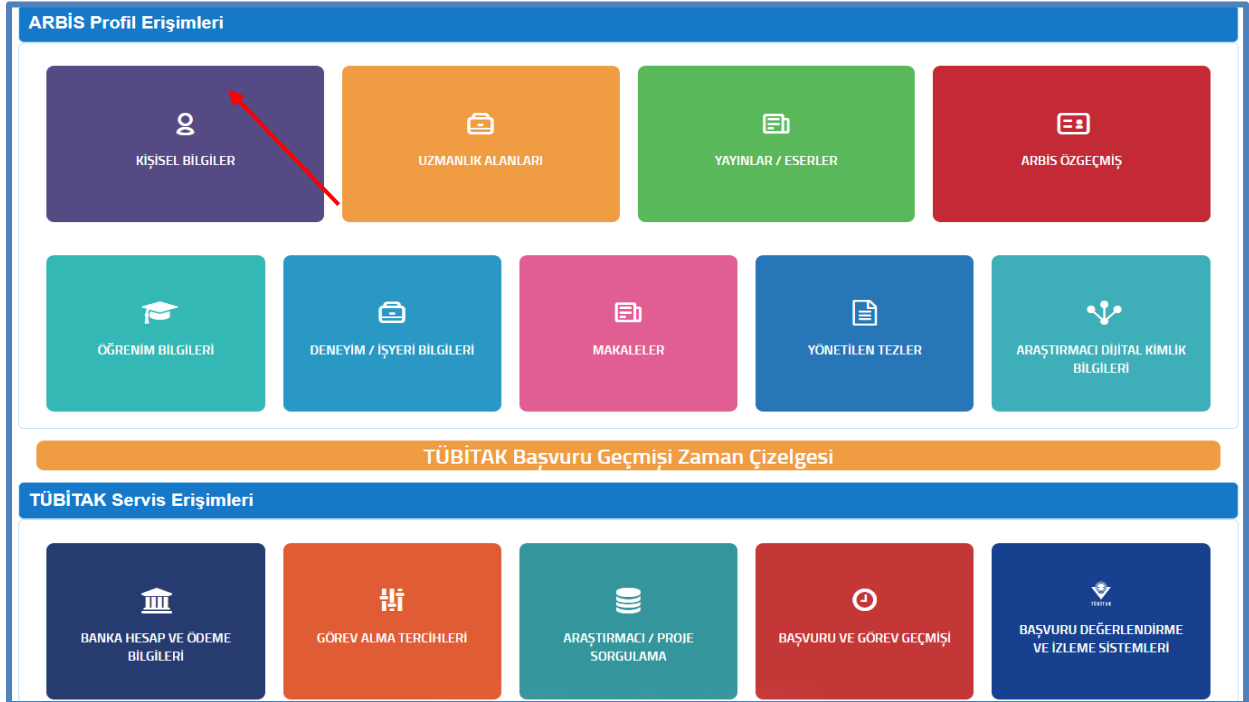 ARBİS Profil Erişimleri
KİŞİSEL BİLGİLER
UZMANLIK ALANLARI
YAYINLAR / ESERLER
ARBİS ÖZGEÇMİŞ
ÖĞRENİM BİLGİLERİ
DENEYİM / İŞYERİ BİLGİLERİ
MAKALELER
YÖNETİLEN TEZLER
ARAŞTIRMACI DİJİTAL KİMLİK
BİLGİLERİ
TÜBİTAK Başvuru Geçmişi Zaman Çizelgesi
TÜBİTAK Servis Erişimleri
BANKA HESAP VE ÖDEME
BİLGİLERİ
GÖREV ALMA TERCİHLERİ
ARAŞTIRMACI / PROJE
SORGULAMA
BAŞVURU VE GÖREV GEÇMİŞİ
TÜBİTAK
BAŞVURU DEĞERLENDİRME
VE İZLEME SİSTEMLERİ